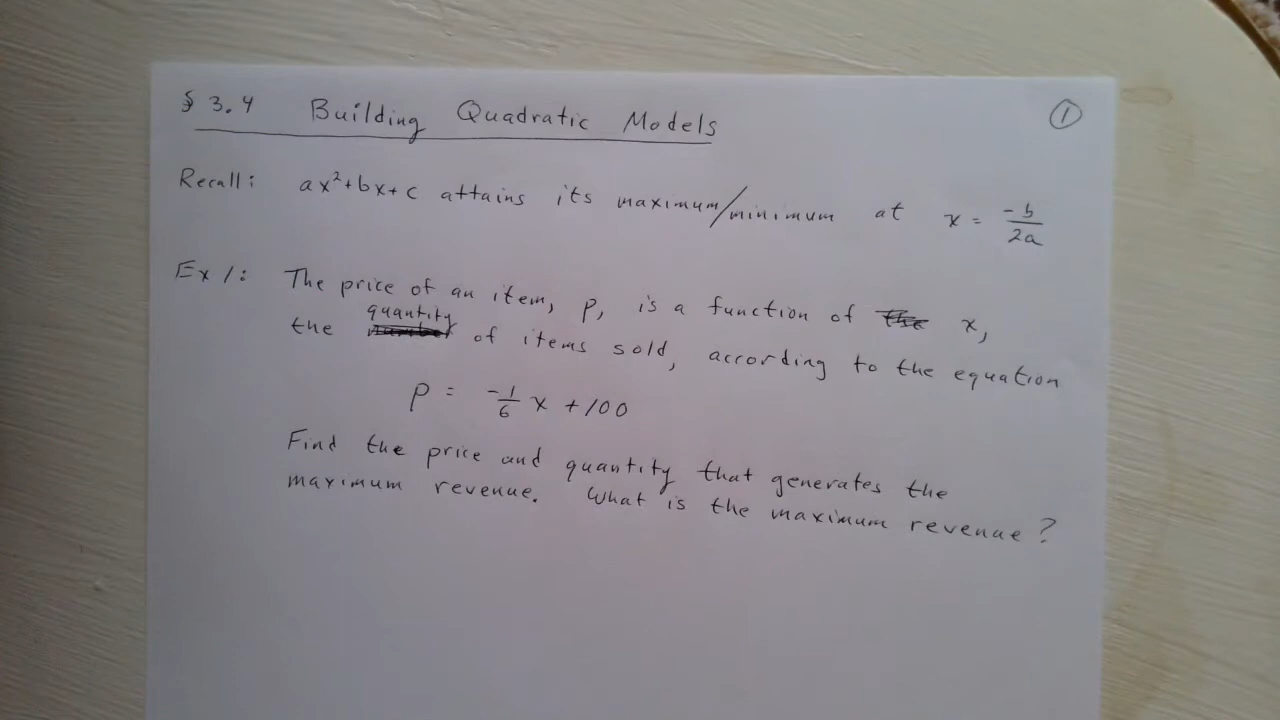 § 3.4 Building Quadratic Models ①
Recall: ax²+bx+c attains its maximum/minimum at x = -b/2a
Ex 1: The price of an item, p, is a function of ~~the~~ x,
the ~~number~~ quantity of items sold, according to the equation
p = -1/6 x + 100
Find the price and quantity that generates the
maximum revenue. What is the maximum revenue?